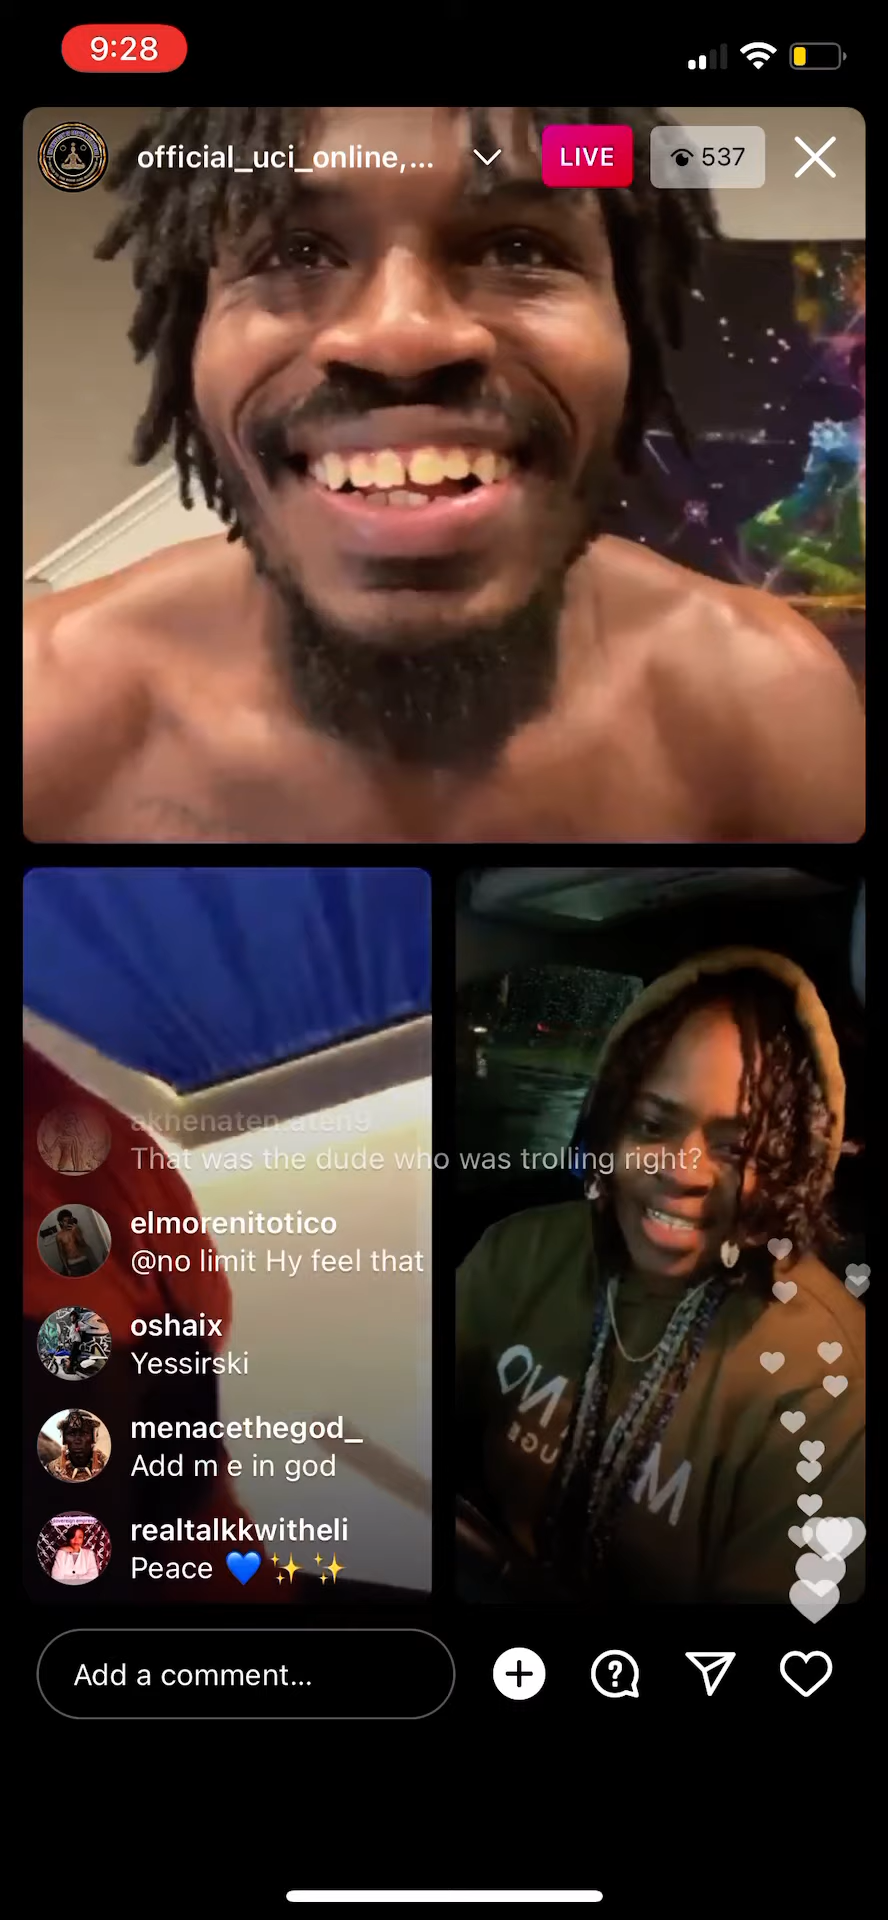 9:28
official_uci_online,...
LIVE
537
akhenaten.aten9
That was the dude who was trolling right?
elmorenitotico
@no limit Hy feel that
oshaix
Yessirski
menacethegod_
Add m e in god
realtalkkwitheli
Peace 💙✨✨
Add a comment...